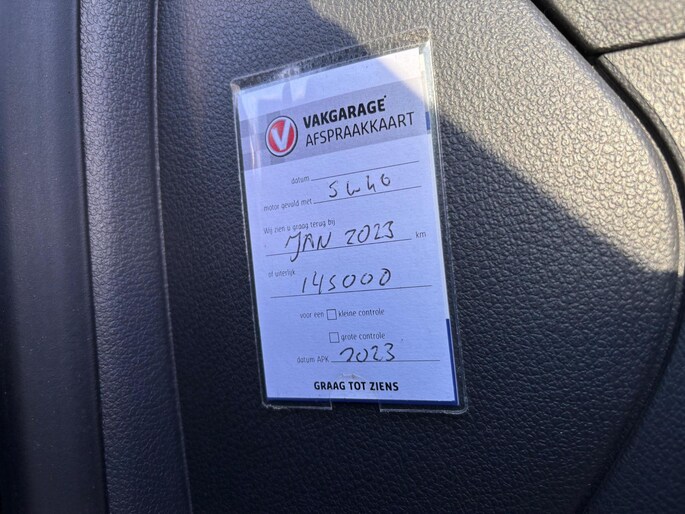 V VAKGARAGE
AFSPRAAKKAART
datum
motor gevuld met 5W40
Wij zien u graag terug bij
JAN 2023 km
of uiterlijk
145000
voor een kleine controle
grote controle
datum APK 2023
GRAAG TOT ZIENS